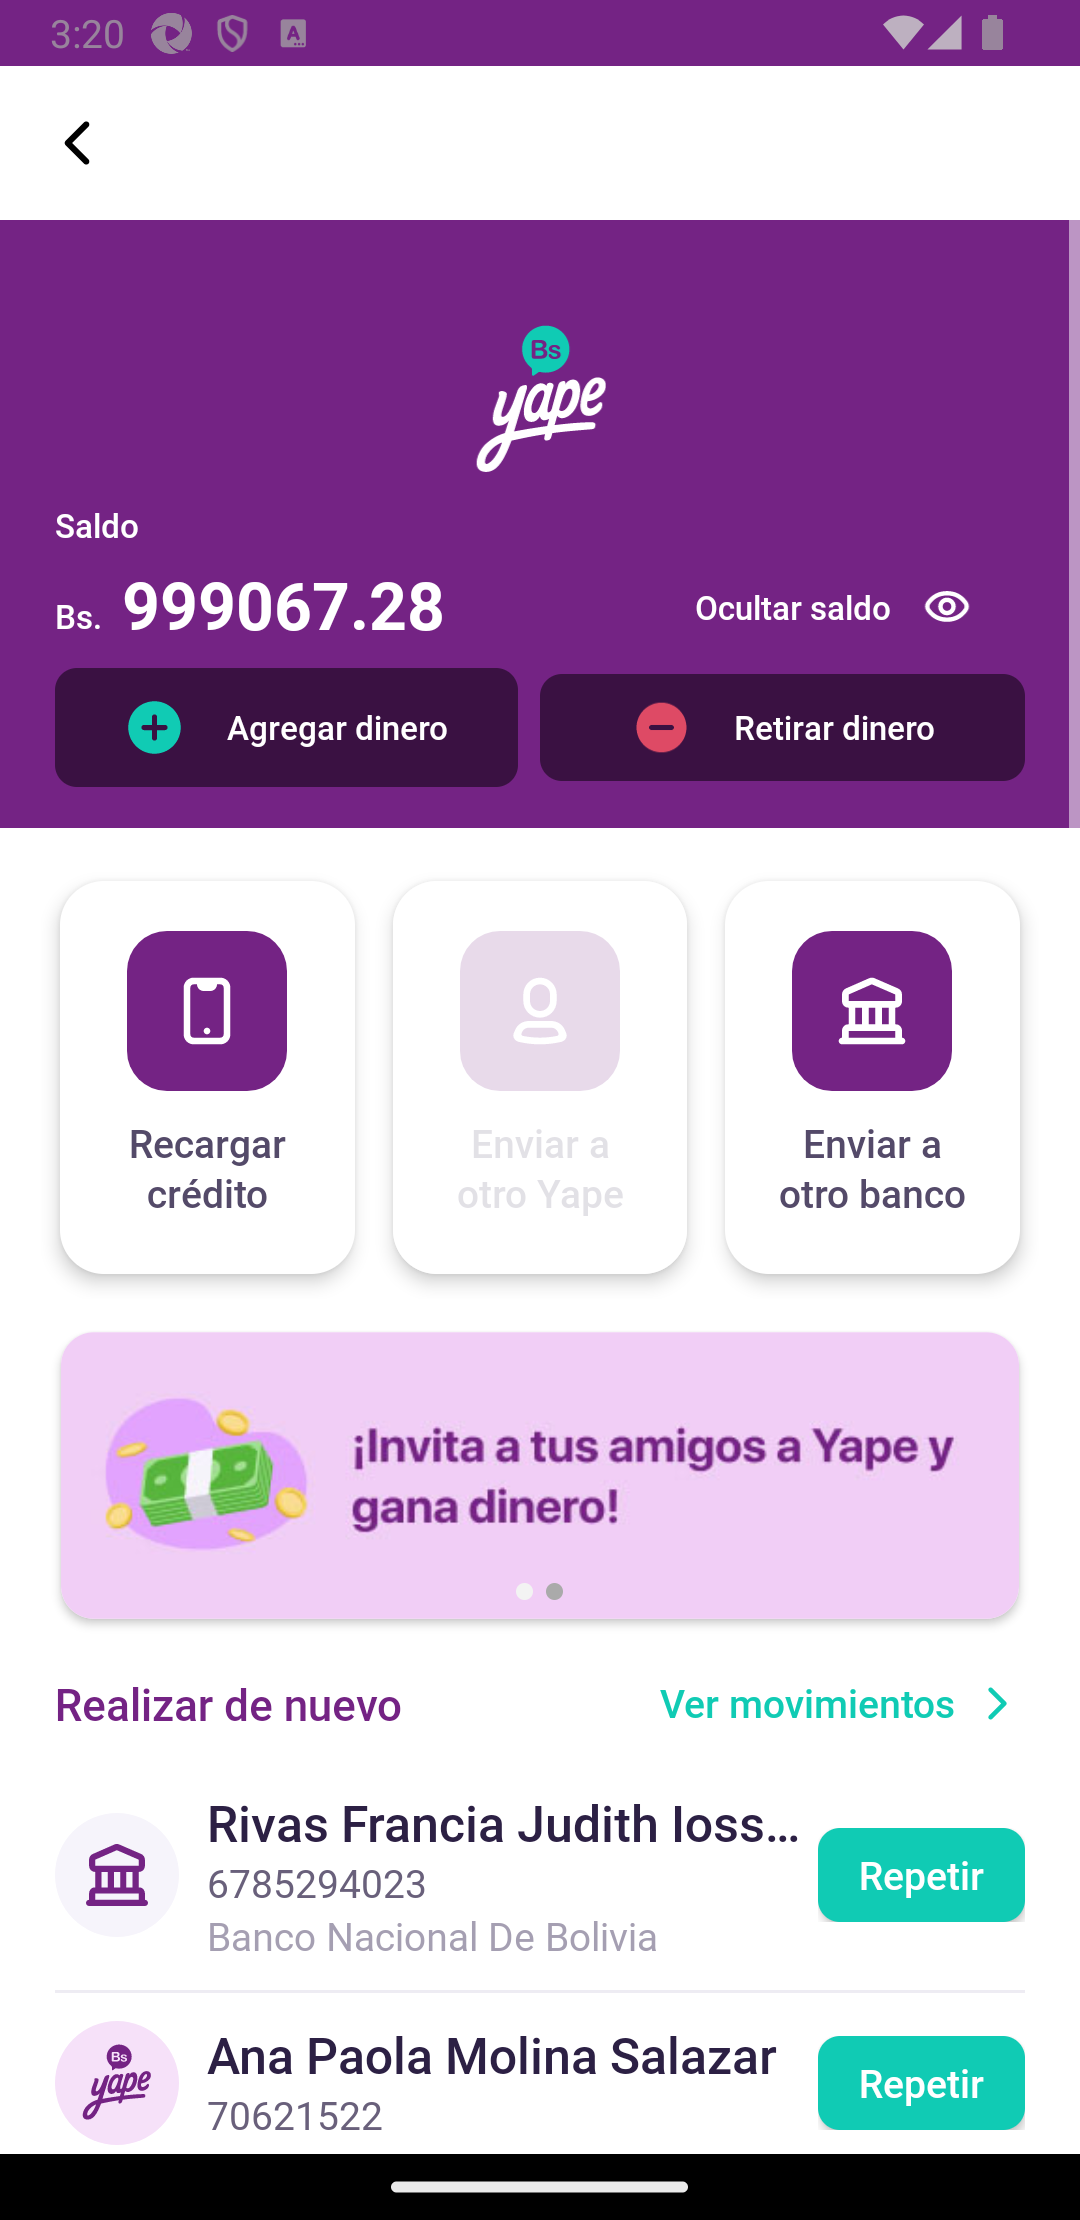 3:20
A
Bs
yape
Saldo
Bs. 999067.28
Ocultar saldo
Agregar dinero
Retirar dinero
Recargar
crédito
Enviar a
otro Yape
Enviar a
otro banco
¡Invita a tus amigos a Yape y
gana dinero!
Realizar de nuevo
Ver movimientos
Rivas Francia Judith Ioss...
6785294023
Banco Nacional De Bolivia
Repetir
Bs
yape
Ana Paola Molina Salazar
70621522
Repetir